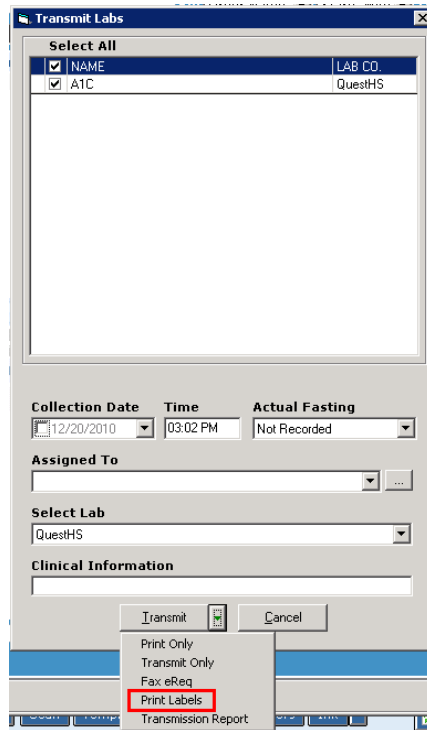 Transmit Labs
Select All
NAME LAB CO.
A1C QuestHS
Collection Date Time Actual Fasting
12/20/2010 03:02 PM Not Recorded
Assigned To
...
Select Lab
QuestHS
Clinical Information
Transmit Cancel
Print Only
Transmit Only
Fax eReq
Print Labels
Transmission Report